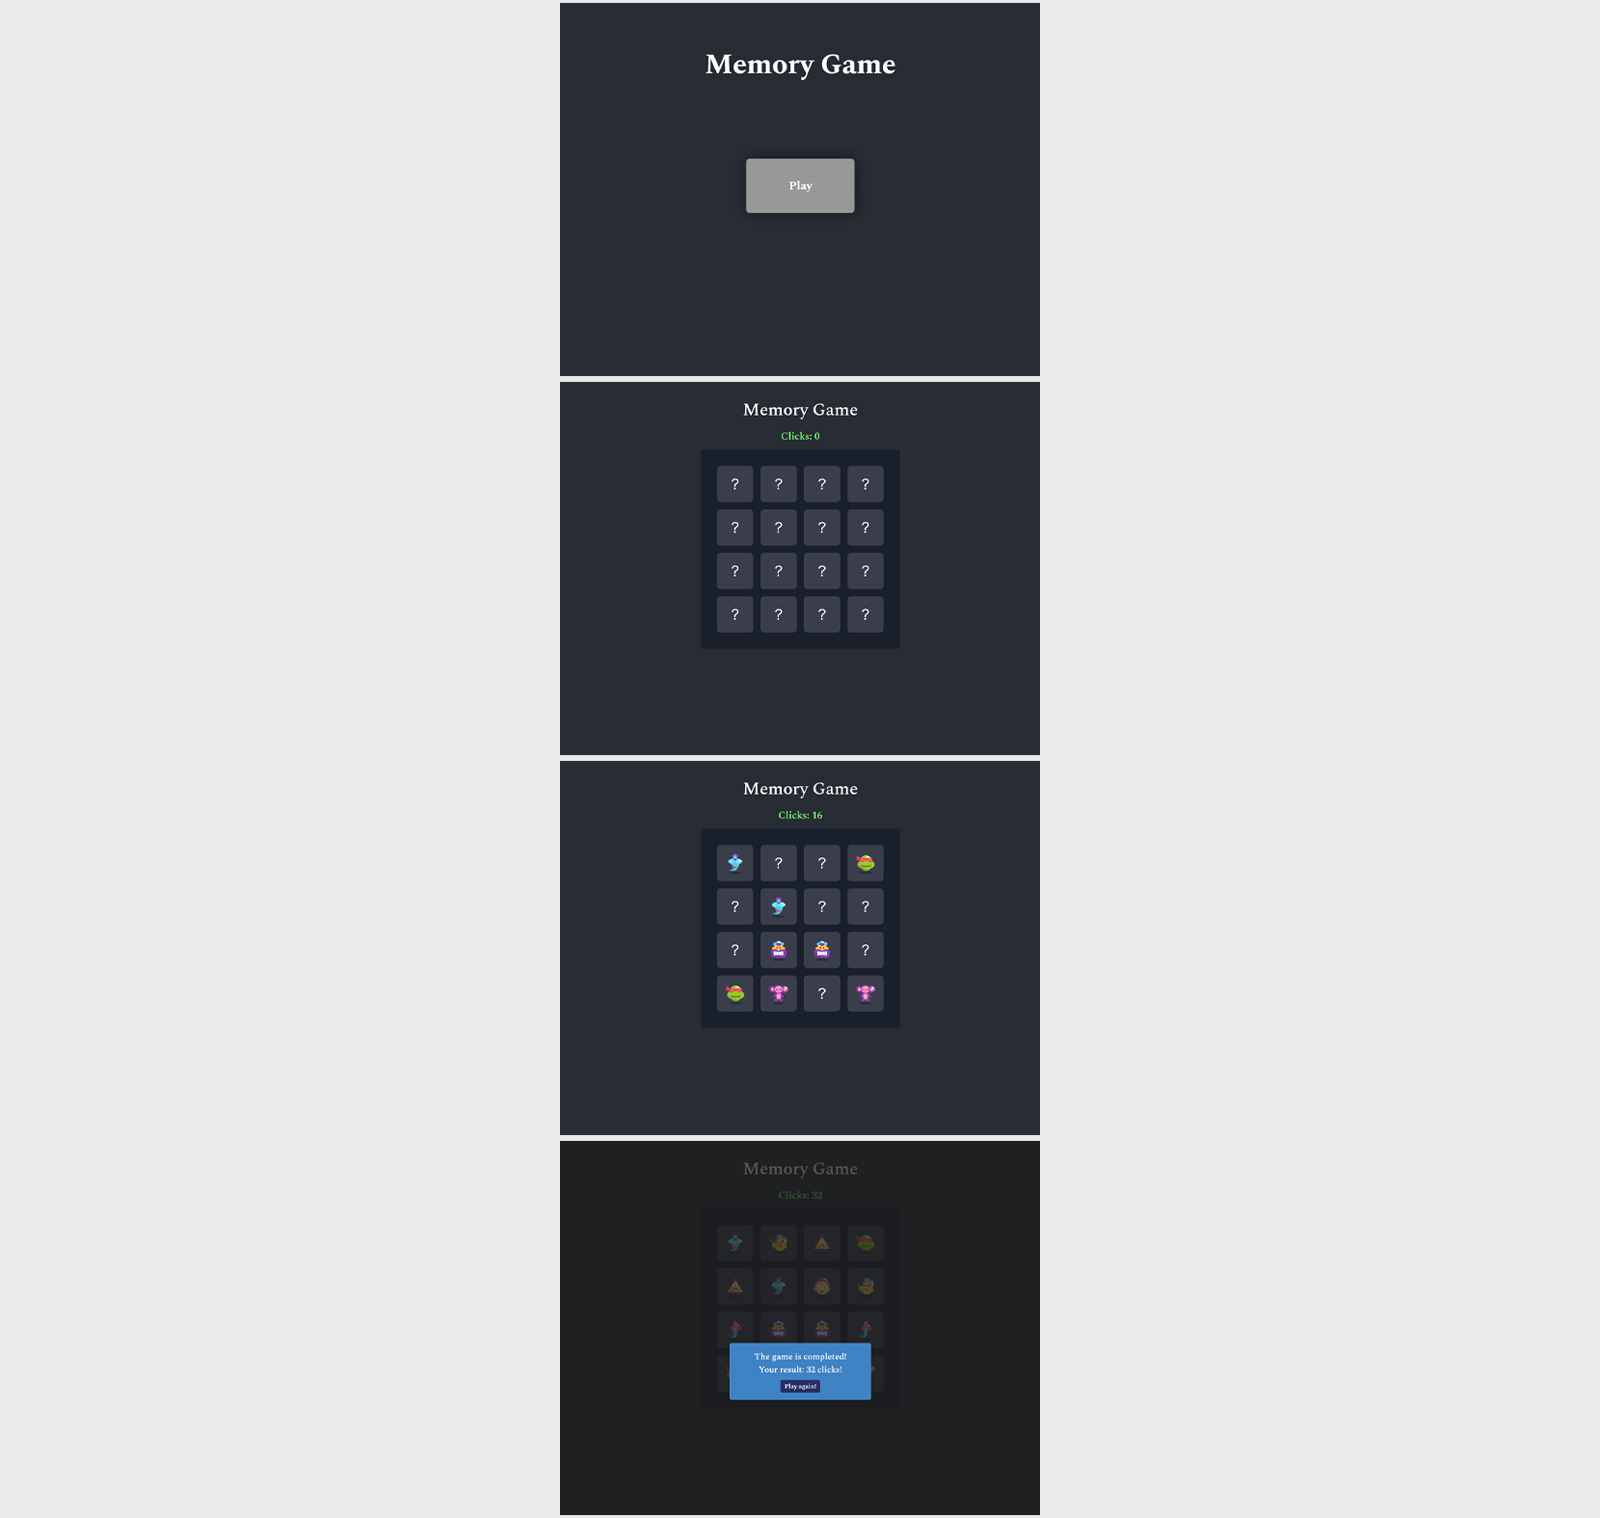 Memory Game
Play
Memory Game
Clicks: 0
? ? ? ?
? ? ? ?
? ? ? ?
? ? ? ?
Memory Game
Clicks: 16
? ?
? ? ?
? ?
?
Memory Game
Clicks: 32
The game is completed!
Your result: 32 clicks!
Play again!